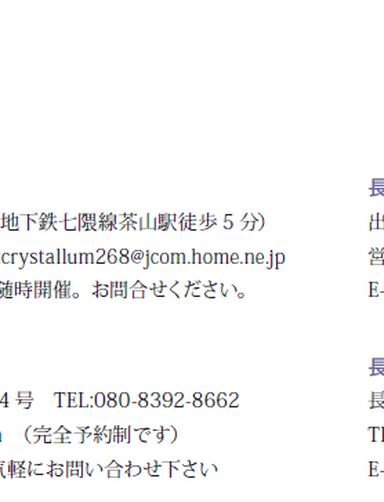 地下鉄七隈線茶山駅徒歩 5 分）
crystallum268@jcom.home.ne.jp
随時開催。お問合せください。
4 号　TEL:080-8392-8662
（完全予約制です）
気軽にお問い合わせ下さい
長
出
営
E-
長
長
TE
E-